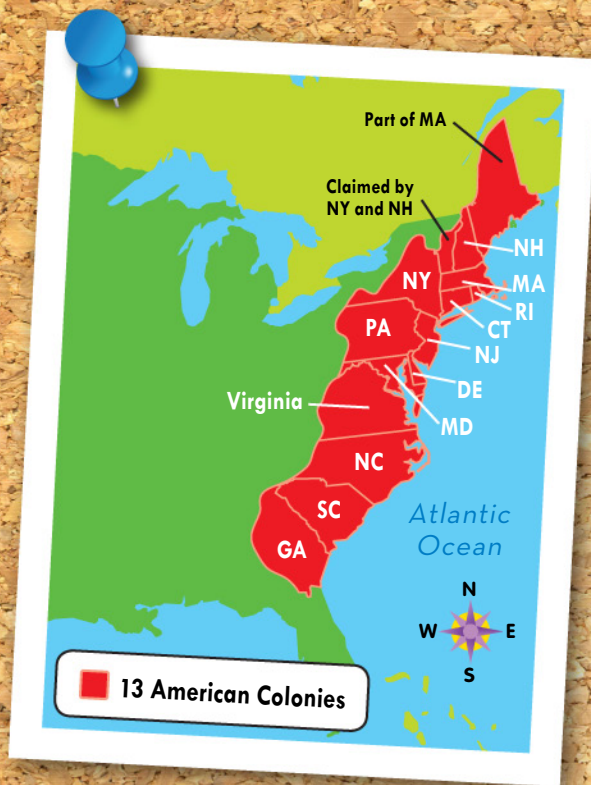 Part of MA
Claimed by
NY and NH
NH
NY
MA
RI
CT
PA
NJ
DE
Virginia
MD
NC
SC
Atlantic
Ocean
GA
N
W
E
S
13 American Colonies